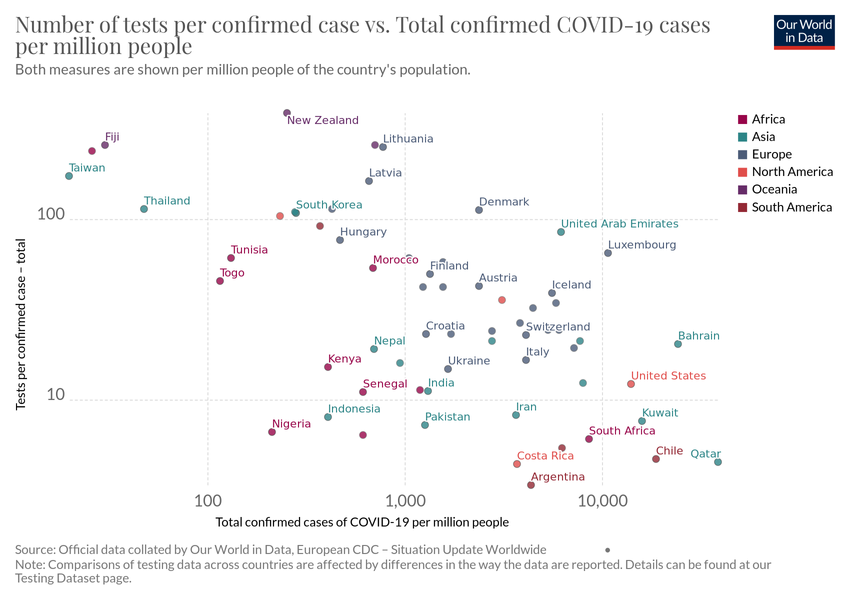 Number of tests per confirmed case vs. Total confirmed COVID-19 cases
per million people
Both measures are shown per million people of the country's population.
Our World
in Data
New Zealand
Fiji
Lithuania
Taiwan
Latvia
Thailand
South Korea
Denmark
100
United Arab Emirates
Hungary
Luxembourg
Tunisia
Morocco
Togo
Finland
Austria
Iceland
Croatia
Switzerland
Nepal
Bahrain
Kenya
Ukraine
Italy
Senegal
India
United States
10
Indonesia
Pakistan
Iran
Kuwait
Nigeria
South Africa
Costa Rica
Chile
Qatar
Argentina
Tests per confirmed case – total
100
1,000
10,000
Total confirmed cases of COVID-19 per million people
Africa
Asia
Europe
North America
Oceania
South America
Source: Official data collated by Our World in Data, European CDC – Situation Update Worldwide
Note: Comparisons of testing data across countries are affected by differences in the way the data are reported. Details can be found at our
Testing Dataset page.